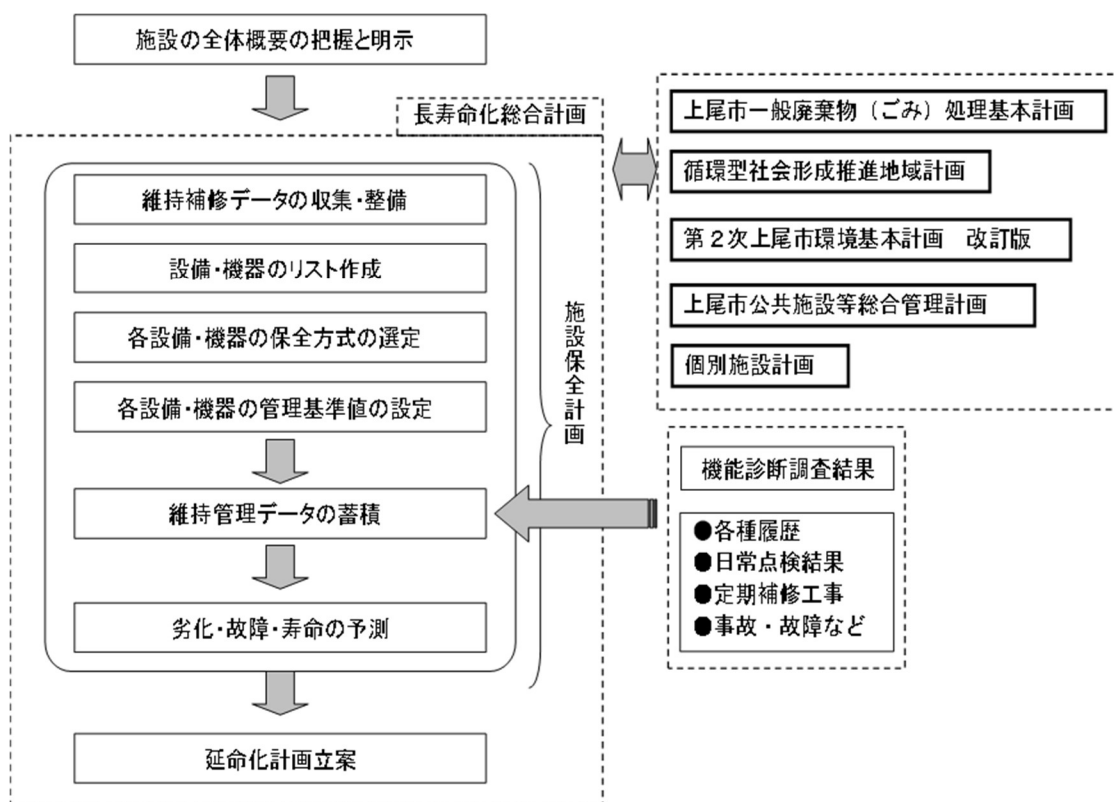 施設の全体概要の把握と明示
長寿命化総合計画
維持補修データの収集・整備
設備・機器のリスト作成
各設備・機器の保全方式の選定
各設備・機器の管理基準値の設定
維持管理データの蓄積
劣化・故障・寿命の予測
施設保全計画
延命化計画立案
上尾市一般廃棄物（ごみ）処理基本計画
循環型社会形成推進地域計画
第２次上尾市環境基本計画　改訂版
上尾市公共施設等総合管理計画
個別施設計画
機能診断調査結果
●各種履歴
●日常点検結果
●定期補修工事
●事故・故障など